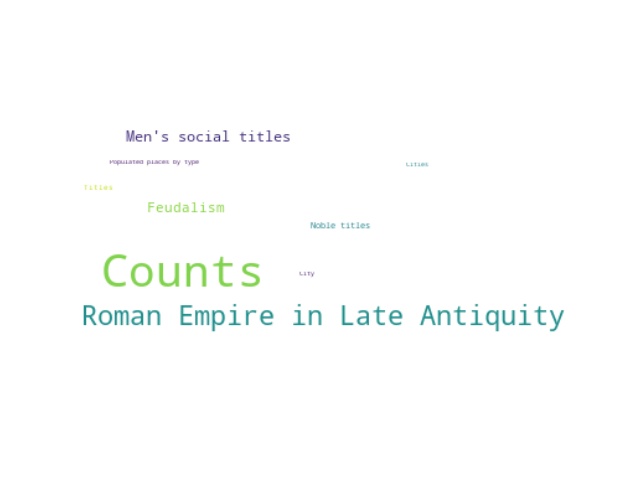 Men's social titles
Populated places by type
Cities
Titles
Feudalism
Noble titles
Counts
City
Roman Empire in Late Antiquity